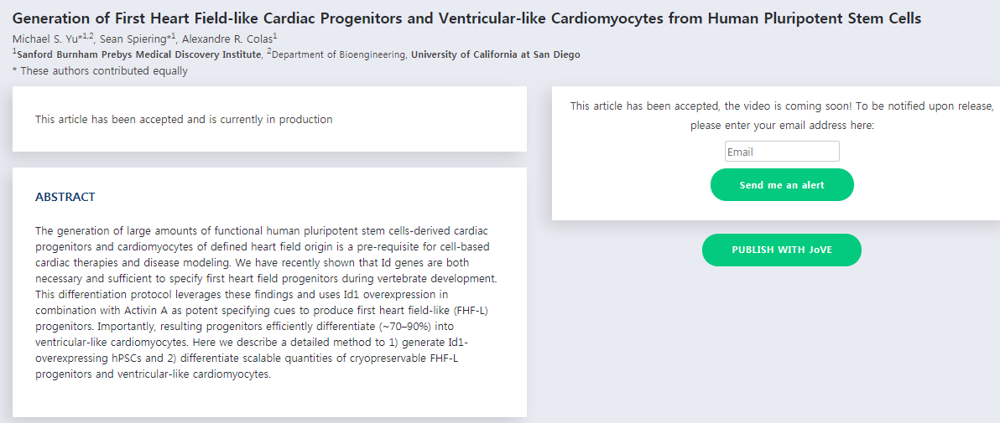 Generation of First Heart Field-like Cardiac Progenitors and Ventricular-like Cardiomyocytes from Human Pluripotent Stem Cells
Michael S. Yu*1,2, Sean Spiering*1, Alexandre R. Colas1
1Sanford Burnham Prebys Medical Discovery Institute, 2Department of Bioengineering, University of California at San Diego
* These authors contributed equally
This article has been accepted and is currently in production
ABSTRACT
The generation of large amounts of functional human pluripotent stem cells-derived cardiac
progenitors and cardiomyocytes of defined heart field origin is a pre-requisite for cell-based
cardiac therapies and disease modeling. We have recently shown that Id genes are both
necessary and sufficient to specify first heart field progenitors during vertebrate development.
This differentiation protocol leverages these findings and uses Id1 overexpression in
combination with Activin A as potent specifying cues to produce first heart field-like (FHF-L)
progenitors. Importantly, resulting progenitors efficiently differentiate (~70–90%) into
ventricular-like cardiomyocytes. Here we describe a detailed method to 1) generate Id1-
overexpressing hPSCs and 2) differentiate scalable quantities of cryopreservable FHF-L
progenitors and ventricular-like cardiomyocytes.
This article has been accepted, the video is coming soon! To be notified upon release,
please enter your email address here:
Email
Send me an alert
PUBLISH WITH JoVE